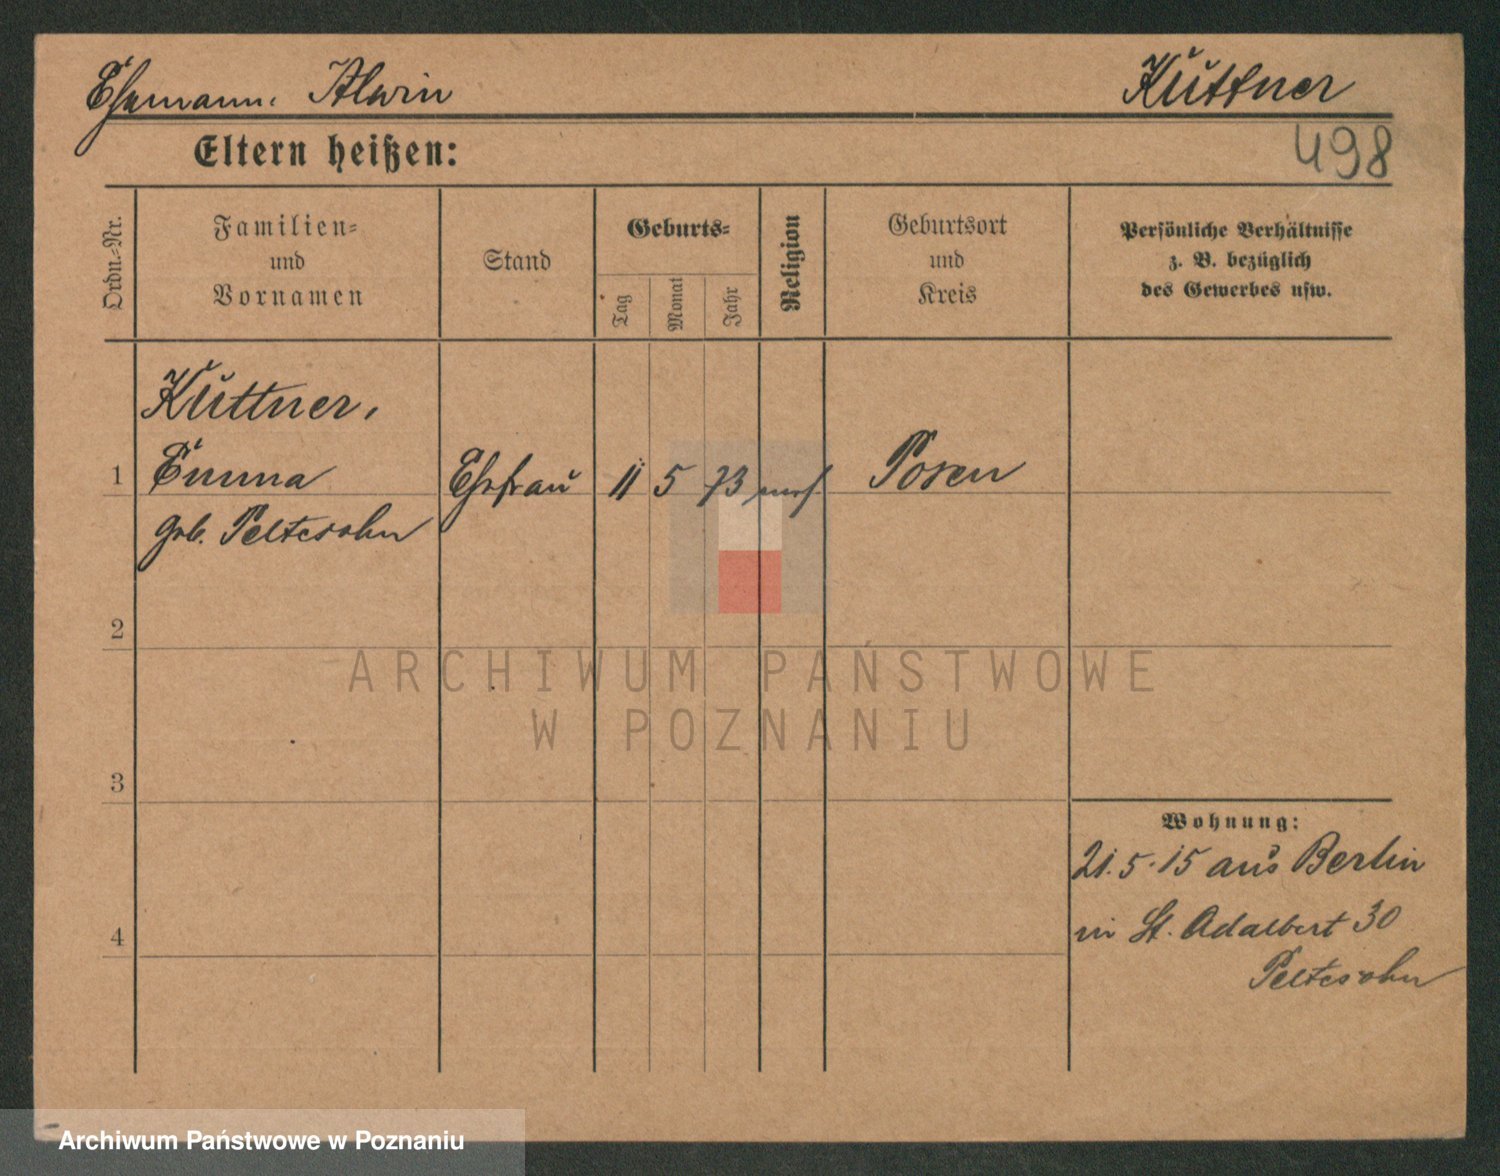 Ehemann: Alwin Küttner
Eltern heißen:
498
Ordn.-Nr.
Familien-
und
Vornamen
Stand
Geburts-
Tag
Monat
Jahr
Religion
Geburtsort
und
Kreis
Persönliche Verhältnisse
z. B. bezüglich
des Gewerbes usw.
Küttner,
1 Emma Ehefrau 11 5 73 mos. Posen
geb. Peltesohn
2
ARCHIWUM PAŃSTWOWE
W POZNANIU
3
Wohnung:
21.5.15 aus Berlin
4
in St. Adalbert 30
Peltesohn
Archiwum Państwowe w Poznaniu